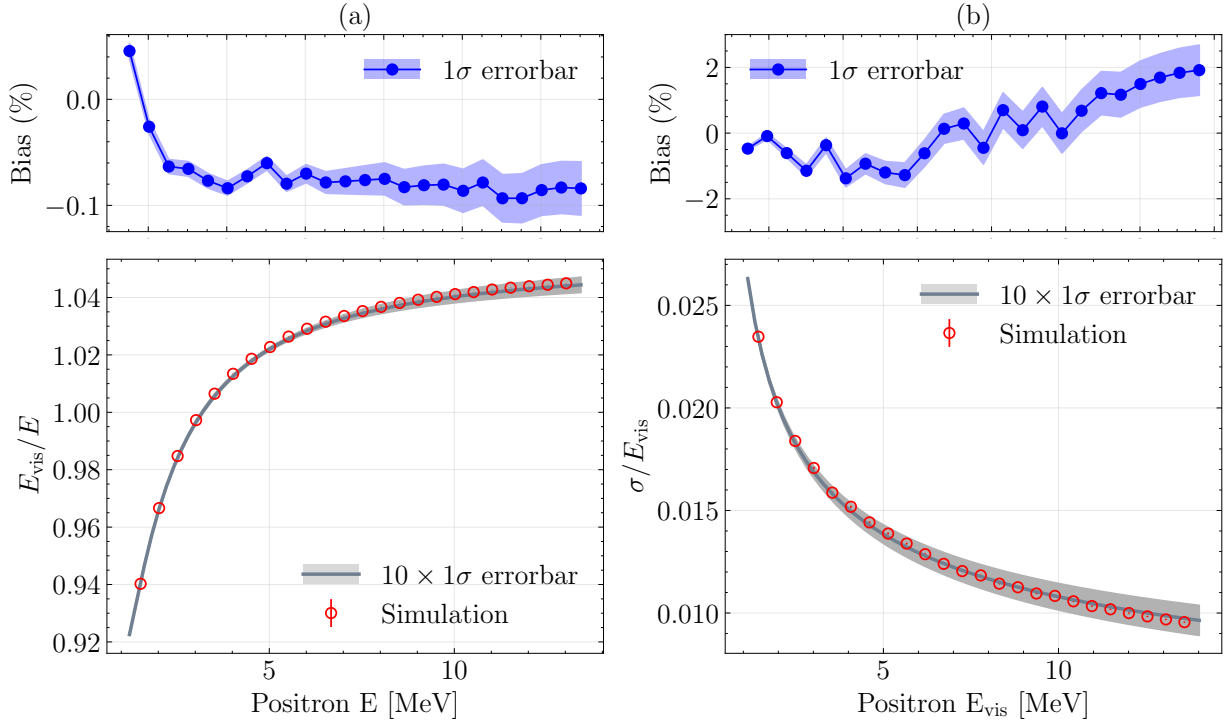 (a)
Bias (%)
0.0
−0.1
1σ errorbar
E_vis/E
1.04
1.02
1.00
0.98
0.96
0.94
0.92
10 × 1σ errorbar
Simulation
5
10
Positron E [MeV]
(b)
Bias (%)
2
0
−2
1σ errorbar
σ/E_vis
0.025
0.020
0.015
0.010
10 × 1σ errorbar
Simulation
5
10
Positron E_vis [MeV]